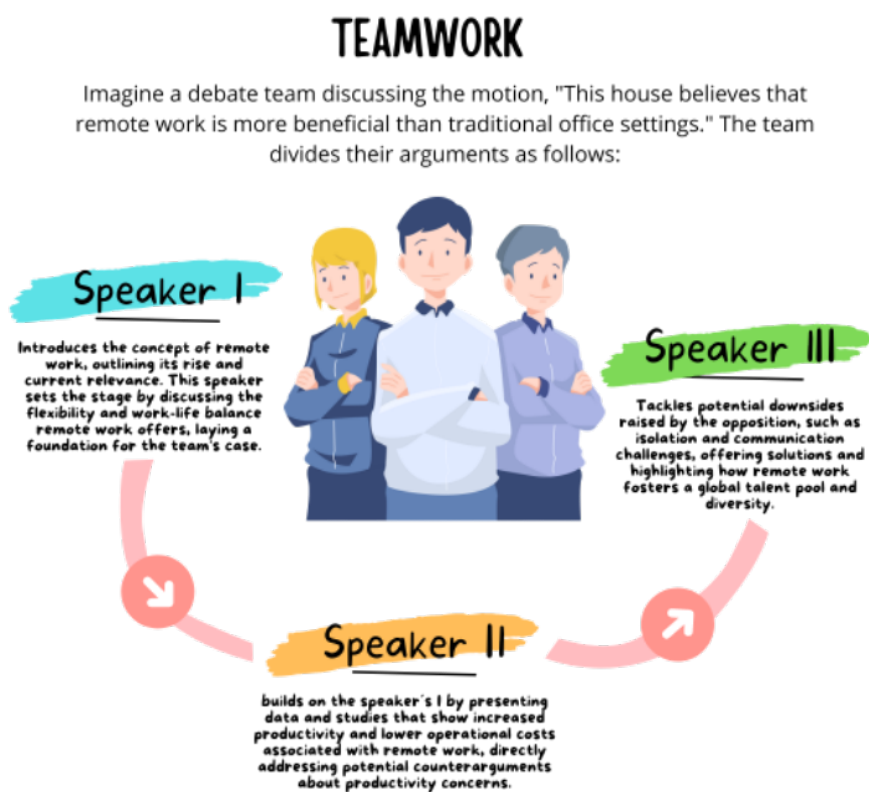 TEAMWORK
Imagine a debate team discussing the motion, "This house believes that
remote work is more beneficial than traditional office settings." The team
divides their arguments as follows:
Speaker I
Introduces the concept of remote
work, outlining its rise and
current relevance. This speaker
sets the stage by discussing the
flexibility and work-life balance
remote work offers, laying a
foundation for the team's case.
Speaker II
builds on the speaker´s I by presenting
data and studies that show increased
productivity and lower operational costs
associated with remote work, directly
addressing potential counterarguments
about productivity concerns.
Speaker III
Tackles potential downsides
raised by the opposition, such as
isolation and communication
challenges, offering solutions and
highlighting how remote work
fosters a global talent pool and
diversity.